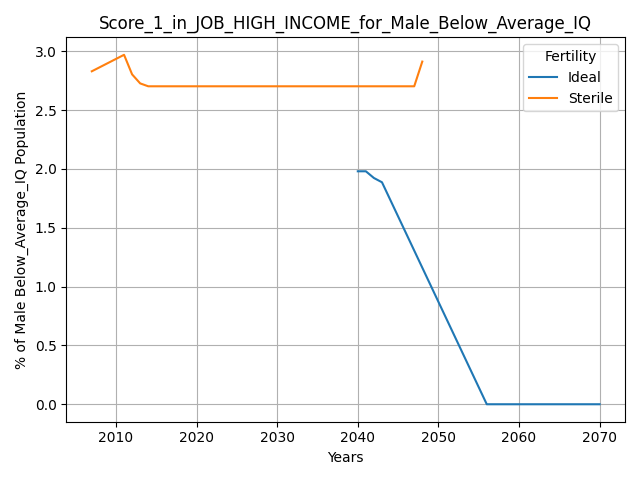 Score_1_in_JOB_HIGH_INCOME_for_Male_Below_Average_IQ
% of Male Below_Average_IQ Population
3.0
2.5
2.0
1.5
1.0
0.5
0.0
Fertility
Ideal
Sterile
2010 2020 2030 2040 2050 2060 2070
Years